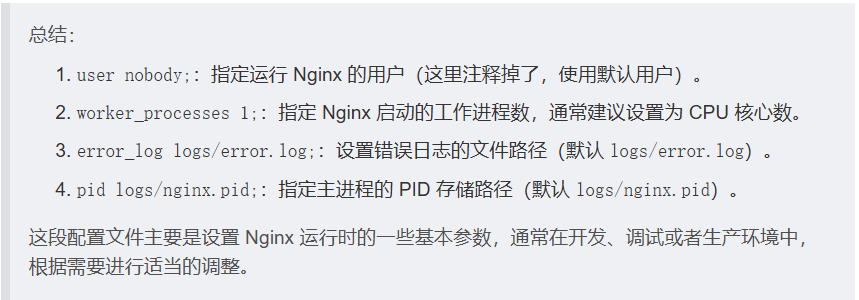 总结：
1. user nobody;：指定运行 Nginx 的用户（这里注释掉了，使用默认用户）。
2. worker_processes 1;：指定 Nginx 启动的工作进程数，通常建议设置为 CPU 核心数。
3. error_log logs/error.log;：设置错误日志的文件路径（默认 logs/error.log）。
4. pid logs/nginx.pid;：指定主进程的 PID 存储路径（默认 logs/nginx.pid）。
这段配置文件主要是设置 Nginx 运行时的一些基本参数，通常在开发、调试或者生产环境中，
根据需要进行适当的调整。